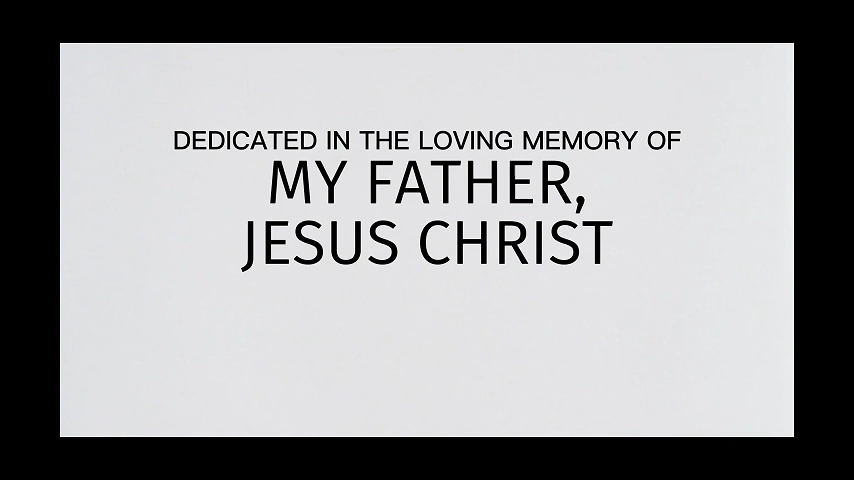 DEDICATED IN THE LOVING MEMORY OF
MY FATHER,
JESUS CHRIST